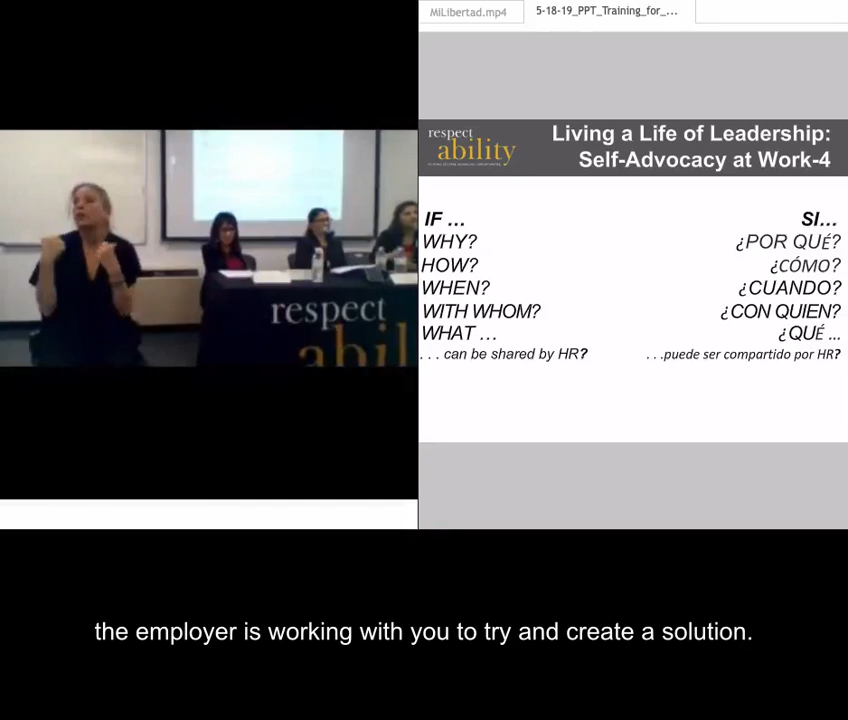 MiLibertad.mp4
5-18-19_PPT_Training_for_...
respect
ability
Living a Life of Leadership:
Self-Advocacy at Work-4
IF …
WHY?
HOW?
WHEN?
WITH WHOM?
WHAT …
. . . can be shared by HR?
SI…
¿POR QUÉ?
¿CÓMO?
¿CUANDO?
¿CON QUIEN?
¿QUÉ ...
. . .puede ser compartido por HR?
respect
abil
the employer is working with you to try and create a solution.